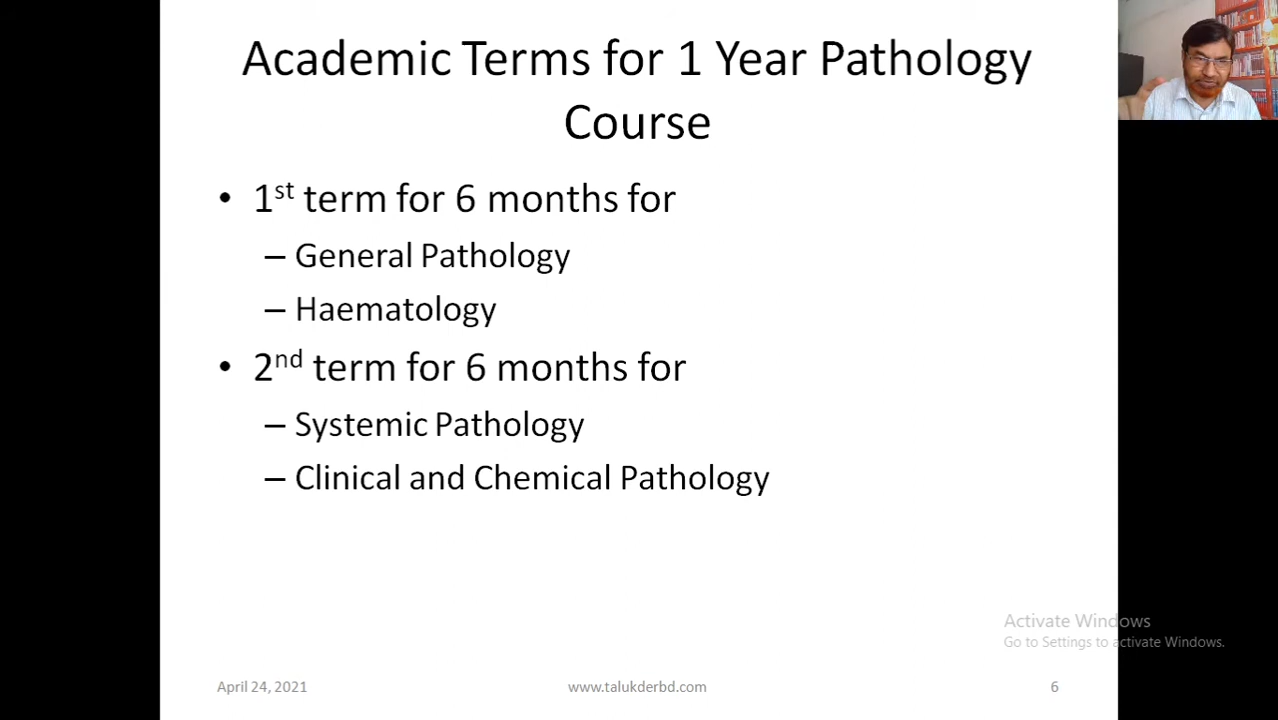 Academic Terms for 1 Year Pathology
Course
• 1st term for 6 months for
– General Pathology
– Haematology
• 2nd term for 6 months for
– Systemic Pathology
– Clinical and Chemical Pathology
Activate Windows
Go to Settings to activate Windows.
April 24, 2021
www.talukderbd.com
6